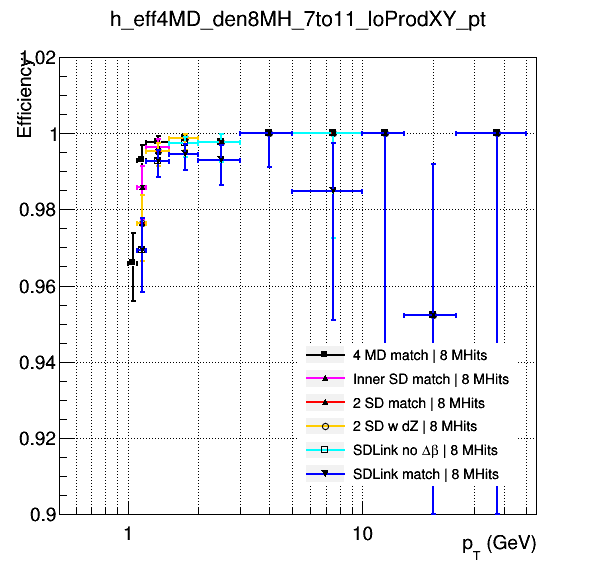 h_eff4MD_den8MH_7to11_loProdXY_pt
Efficiency
1.02
1
0.98
0.96
0.94
0.92
0.9
4 MD match | 8 MHits
Inner SD match | 8 MHits
2 SD match | 8 MHits
2 SD w dZ | 8 MHits
SDLink no Δβ | 8 MHits
SDLink match | 8 MHits
1
10
p_T (GeV)